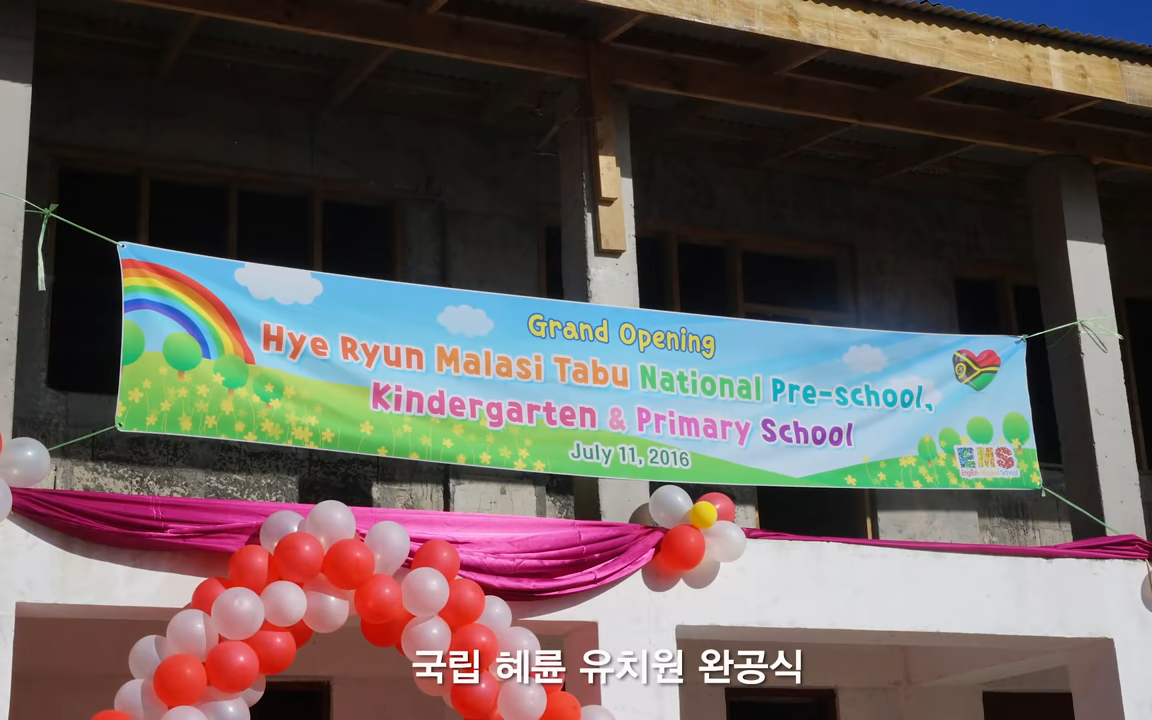 Grand Opening
Hye Ryun Malasi Tabu National Pre-school,
Kindergarten & Primary School
July 11, 2016
EMS
국립 혜륜 유치원 완공식